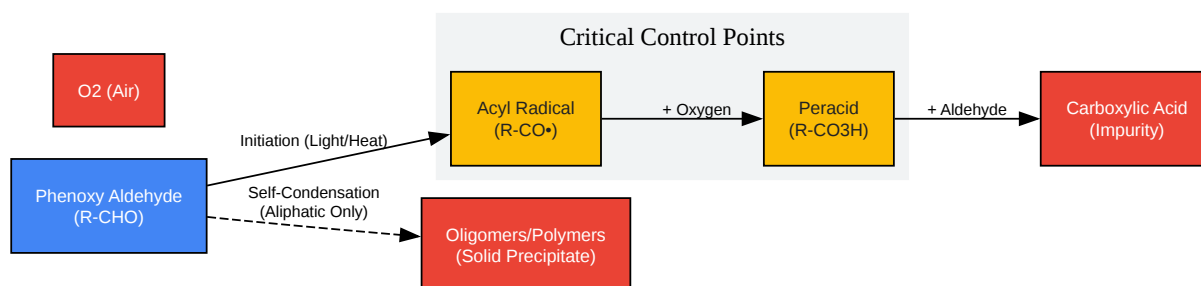 Critical Control Points
O2 (Air)
Phenoxy Aldehyde
(R-CHO)
Initiation (Light/Heat)
Self-Condensation
(Aliphatic Only)
Acyl Radical
(R-CO•)
+ Oxygen
Peracid
(R-CO3H)
+ Aldehyde
Carboxylic Acid
(Impurity)
Oligomers/Polymers
(Solid Precipitate)